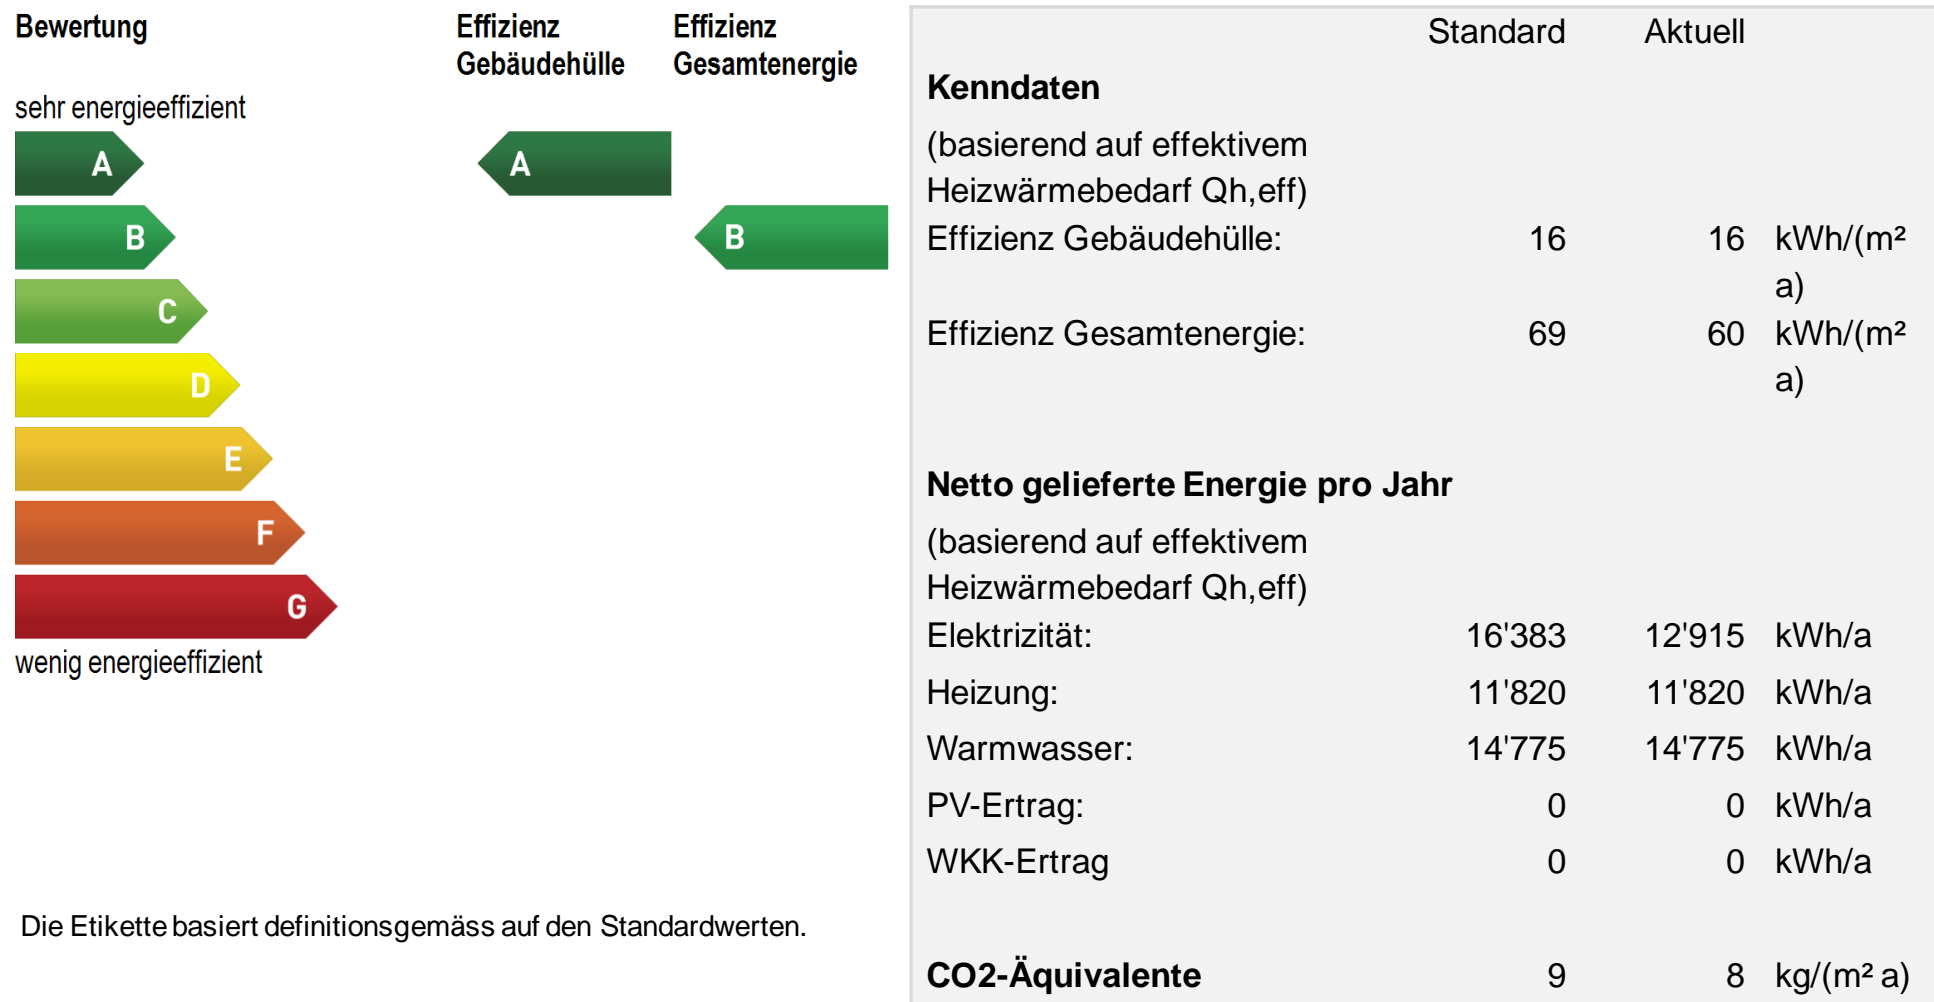 Bewertung
Effizienz
Gebäudehülle
Effizienz
Gesamtenergie
sehr energieeffizient
A
B
C
D
E
F
G
A
B
wenig energieeffizient
Die Etikette basiert definitionsgemäss auf den Standardwerten.
Standard Aktuell
Kenndaten
(basierend auf effektivem
Heizwärmebedarf Qh,eff)
Effizienz Gebäudehülle: 16 16 kWh/(m²
a)
Effizienz Gesamtenergie: 69 60 kWh/(m²
a)
Netto gelieferte Energie pro Jahr
(basierend auf effektivem
Heizwärmebedarf Qh,eff)
Elektrizität: 16'383 12'915 kWh/a
Heizung: 11'820 11'820 kWh/a
Warmwasser: 14'775 14'775 kWh/a
PV-Ertrag: 0 0 kWh/a
WKK-Ertrag 0 0 kWh/a
CO2-Äquivalente 9 8 kg/(m² a)